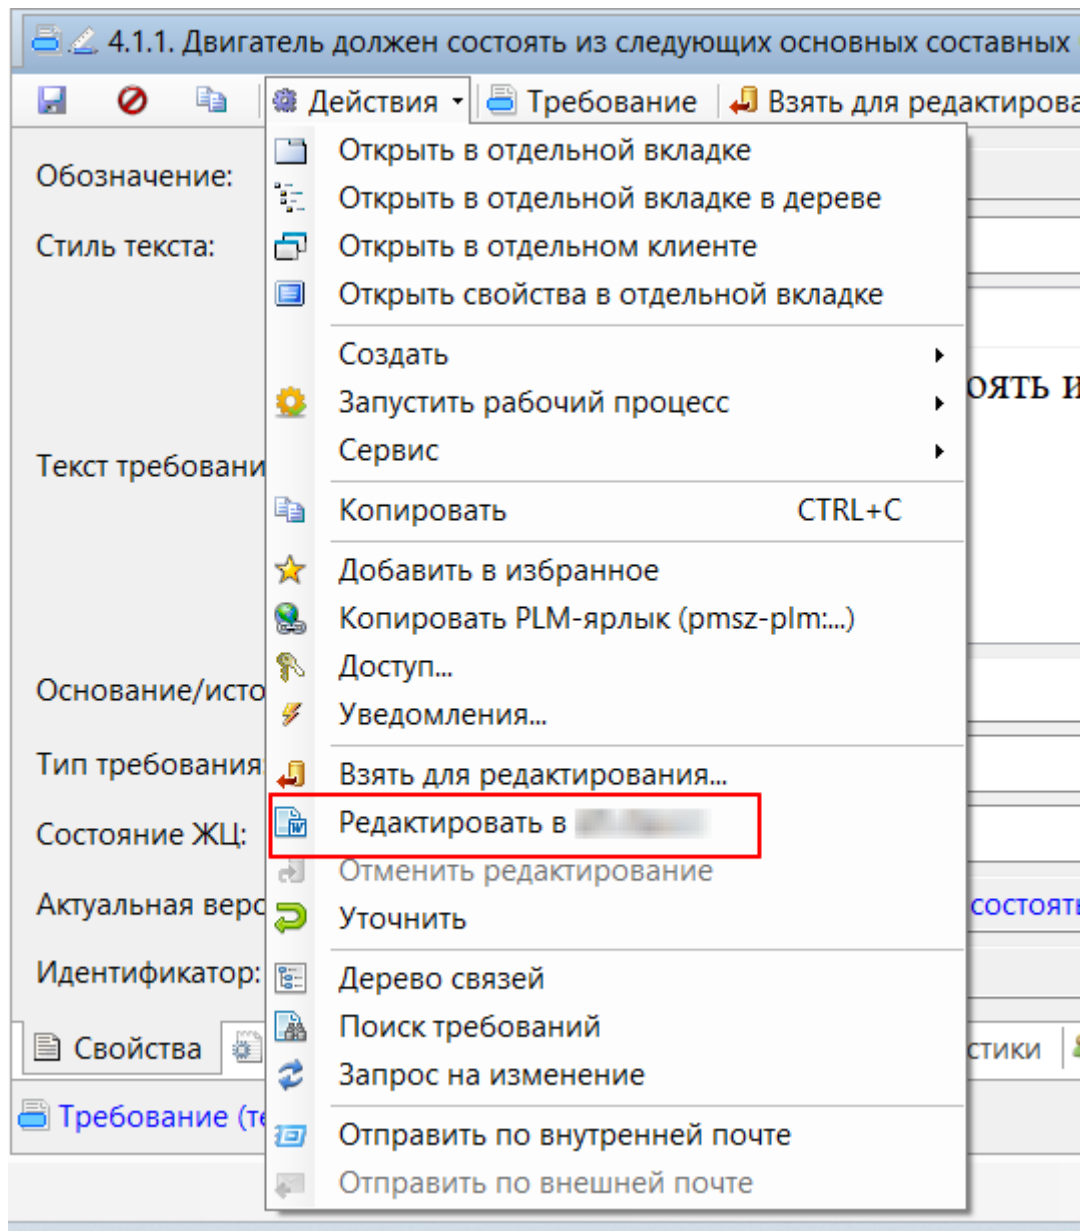 4.1.1. Двигатель должен состоять из следующих основных составных
Действия
Требование
Взять для редактирова
Обозначение:
Стиль текста:
Текст требовани
Основание/исто
Тип требования
Состояние ЖЦ:
Актуальная верс
Идентификатор:
Открыть в отдельной вкладке
Открыть в отдельной вкладке в дереве
Открыть в отдельном клиенте
Открыть свойства в отдельной вкладке
Создать
Запустить рабочий процесс
Сервис
Копировать CTRL+C
Добавить в избранное
Копировать PLM-ярлык (pmsz-plm:...)
Доступ...
Уведомления...
Взять для редактирования...
Редактировать в
Отменить редактирование
Уточнить
Дерево связей
Поиск требований
Запрос на изменение
Отправить по внутренней почте
Отправить по внешней почте
оять и
состоять
Свойства
стики
Требование (те